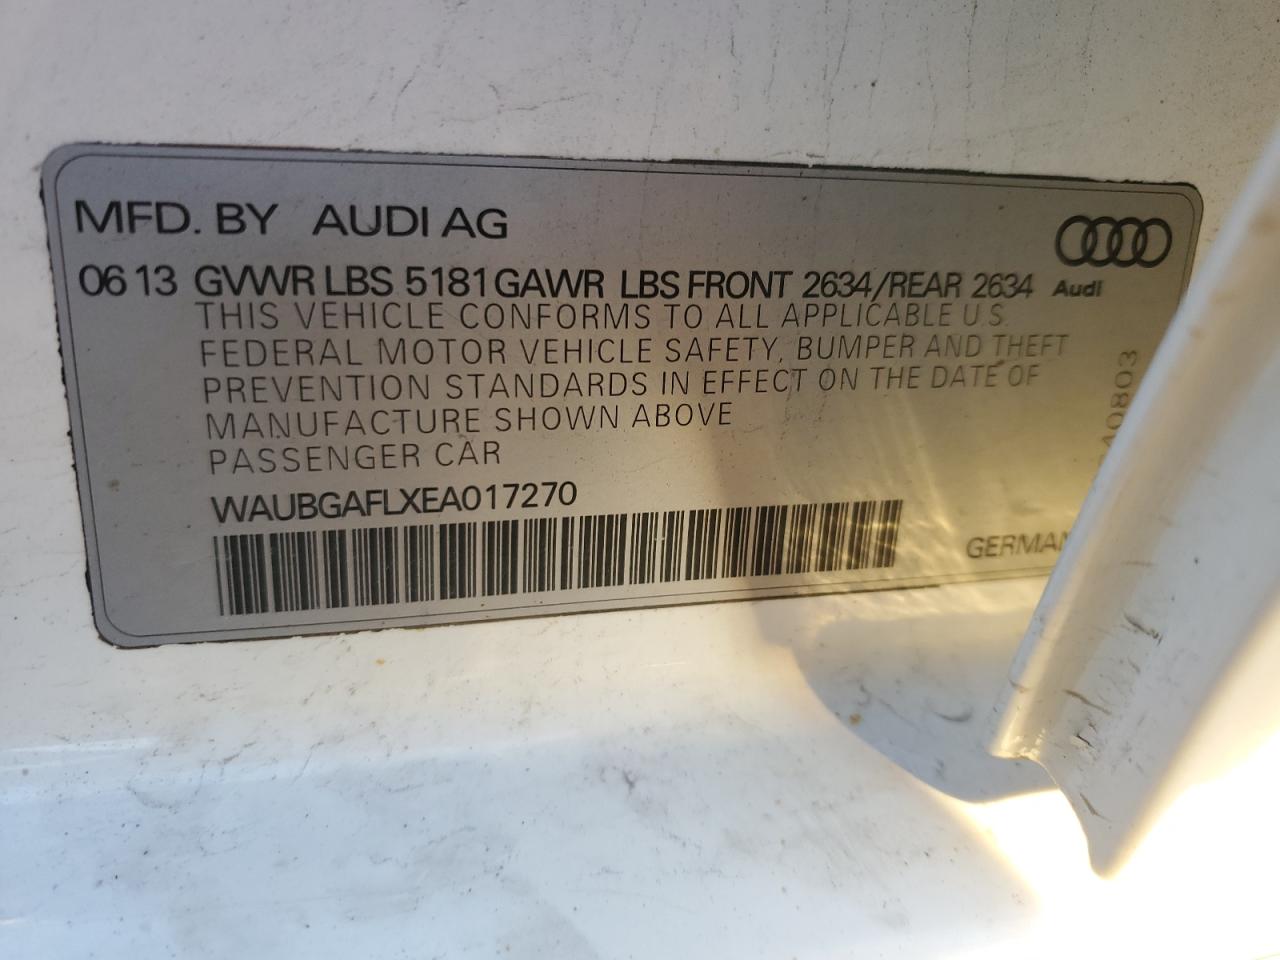 MFD. BY AUDI AG
06 13 GVWR LBS 5181 GAWR LBS FRONT 2634/REAR 2634
Audi
THIS VEHICLE CONFORMS TO ALL APPLICABLE U.S.
FEDERAL MOTOR VEHICLE SAFETY, BUMPER AND THEFT
PREVENTION STANDARDS IN EFFECT ON THE DATE OF
MANUFACTURE SHOWN ABOVE
PASSENGER CAR
WAUBGAFLXEA017270